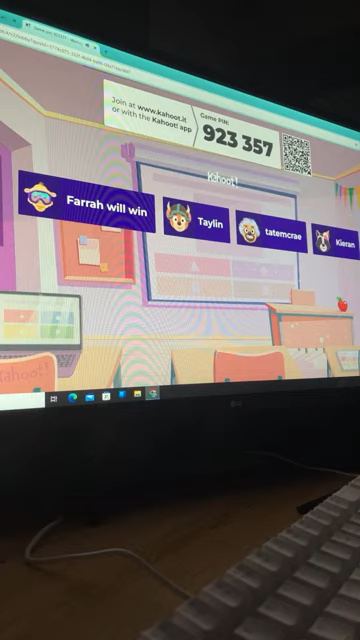 Join at www.kahoot.it
or with the Kahoot! app
Game PIN:
923 357
Kahoot!
Farrah will win
Taylin
tatemcrae
Kieran
Kahoot!
LG